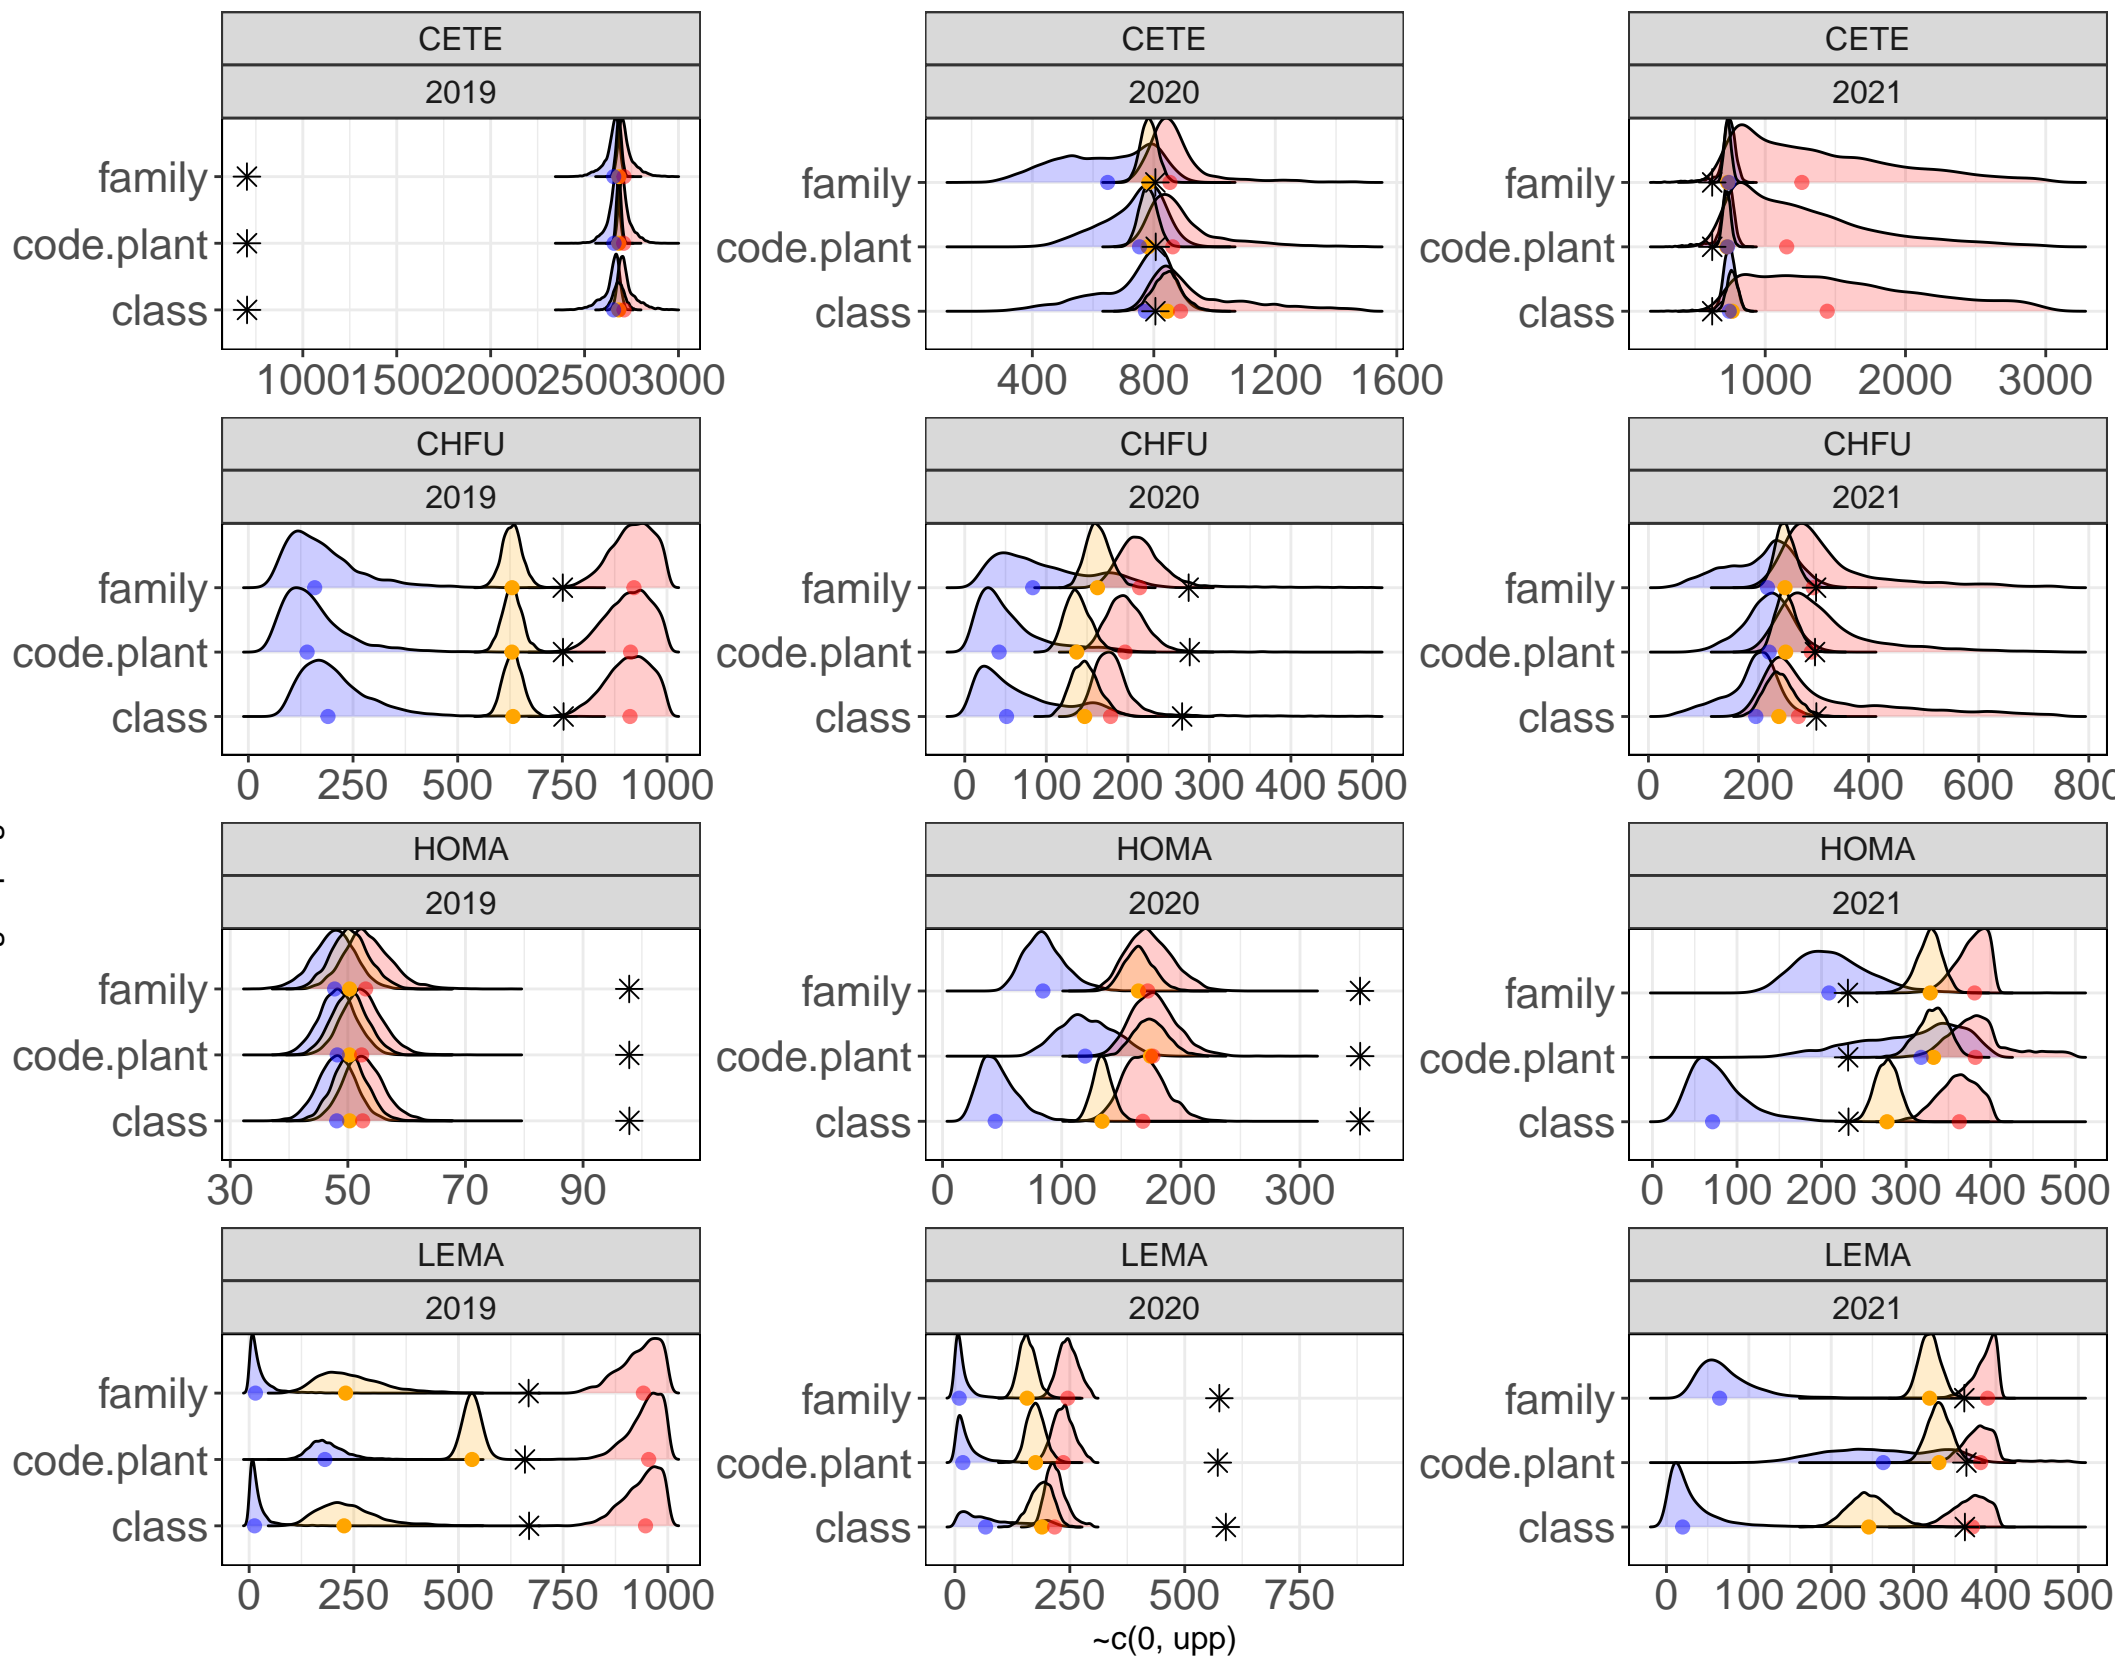 CETE CETE CETE
2019 2020 2021
family family family
code.plant code.plant code.plant
class class class
1000 1500 2000 2500 3000 400 800 1200 1600 1000 2000 3000
CHFU CHFU CHFU
2019 2020 2021
family family family
code.plant code.plant code.plant
class class class
0 250 500 750 1000 0 100 200 300 400 500 0 200 400 600 800
HOMA HOMA HOMA
2019 2020 2021
family family family
code.plant code.plant code.plant
class class class
30 50 70 90 0 100 200 300 0 100 200 300 400 500
LEMA LEMA LEMA
2019 2020 2021
family family family
code.plant code.plant code.plant
class class class
0 250 500 750 1000 0 250 500 750 0 100 200 300 400 500
~c(0, upp)